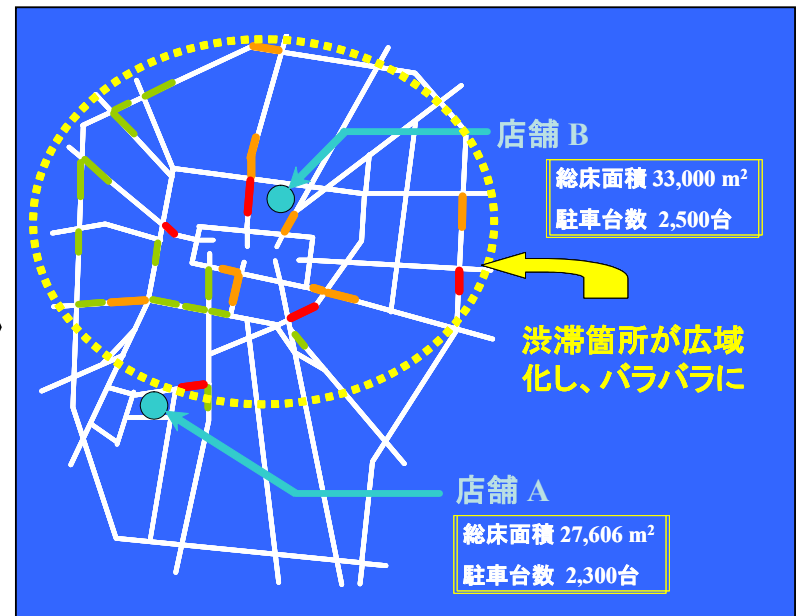 店舗 B
総床面積 33,000 m²
駐車台数 2,500台
渋滞箇所が広域
化し、バラバラに
店舗 A
総床面積 27,606 m²
駐車台数 2,300台